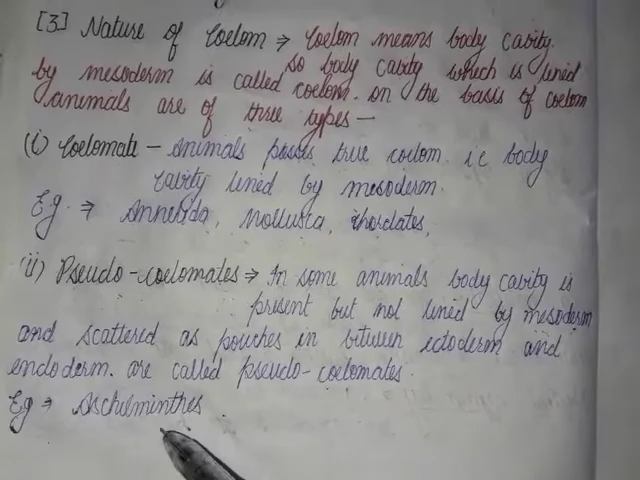 [3] Nature of Coelom ⇒ Coelom means body cavity.
so body cavity which is lined
by mesoderm is called coelom. On the basis of coelom
animals are of three types —
(i) Coelomate - Animals posses true coelom i.e body
cavity lined by mesoderm.
Eg. ⇒ Annelida, Mollusca, Chordates,
(ii) Pseudo-coelomates ⇒ In some animals body cavity is
present but not lined by mesoderm
and scattered as pouches in between ectoderm and
endoderm. are called pseudo-coelomates.
Eg ⇒ Aschelminthes